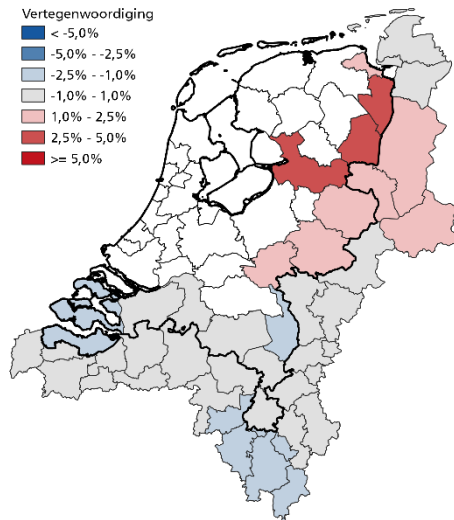 Vertegenwoordiging
< -5,0%
-5,0% - -2,5%
-2,5% - -1,0%
-1,0% - 1,0%
1,0% - 2,5%
2,5% - 5,0%
>= 5,0%